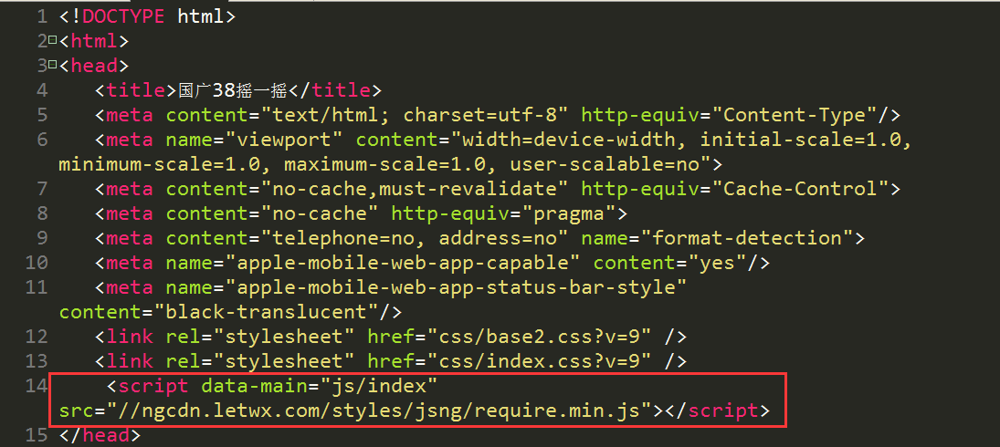 1 <!DOCTYPE html>
2 <html>
3 <head>
4 <title>国广38摇一摇</title>
5 <meta content="text/html; charset=utf-8" http-equiv="Content-Type"/>
6 <meta name="viewport" content="width=device-width, initial-scale=1.0,
minimum-scale=1.0, maximum-scale=1.0, user-scalable=no">
7 <meta content="no-cache,must-revalidate" http-equiv="Cache-Control">
8 <meta content="no-cache" http-equiv="pragma">
9 <meta content="telephone=no, address=no" name="format-detection">
10 <meta name="apple-mobile-web-app-capable" content="yes"/>
11 <meta name="apple-mobile-web-app-status-bar-style"
content="black-translucent"/>
12 <link rel="stylesheet" href="css/base2.css?v=9" />
13 <link rel="stylesheet" href="css/index.css?v=9" />
14 <script data-main="js/index"
src="//ngcdn.letwx.com/styles/jsng/require.min.js"></script>
15 </head>